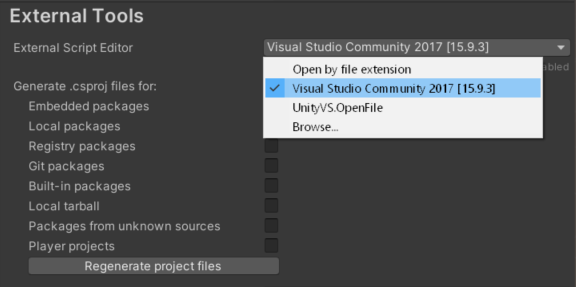 External Tools
External Script Editor
Visual Studio Community 2017 [15.9.3]
abled
Open by file extension
Visual Studio Community 2017 [15.9.3]
UnityVS.OpenFile
Browse...
Generate .csproj files for:
Embedded packages
Local packages
Registry packages
Git packages
Built-in packages
Local tarball
Packages from unknown sources
Player projects
Regenerate project files